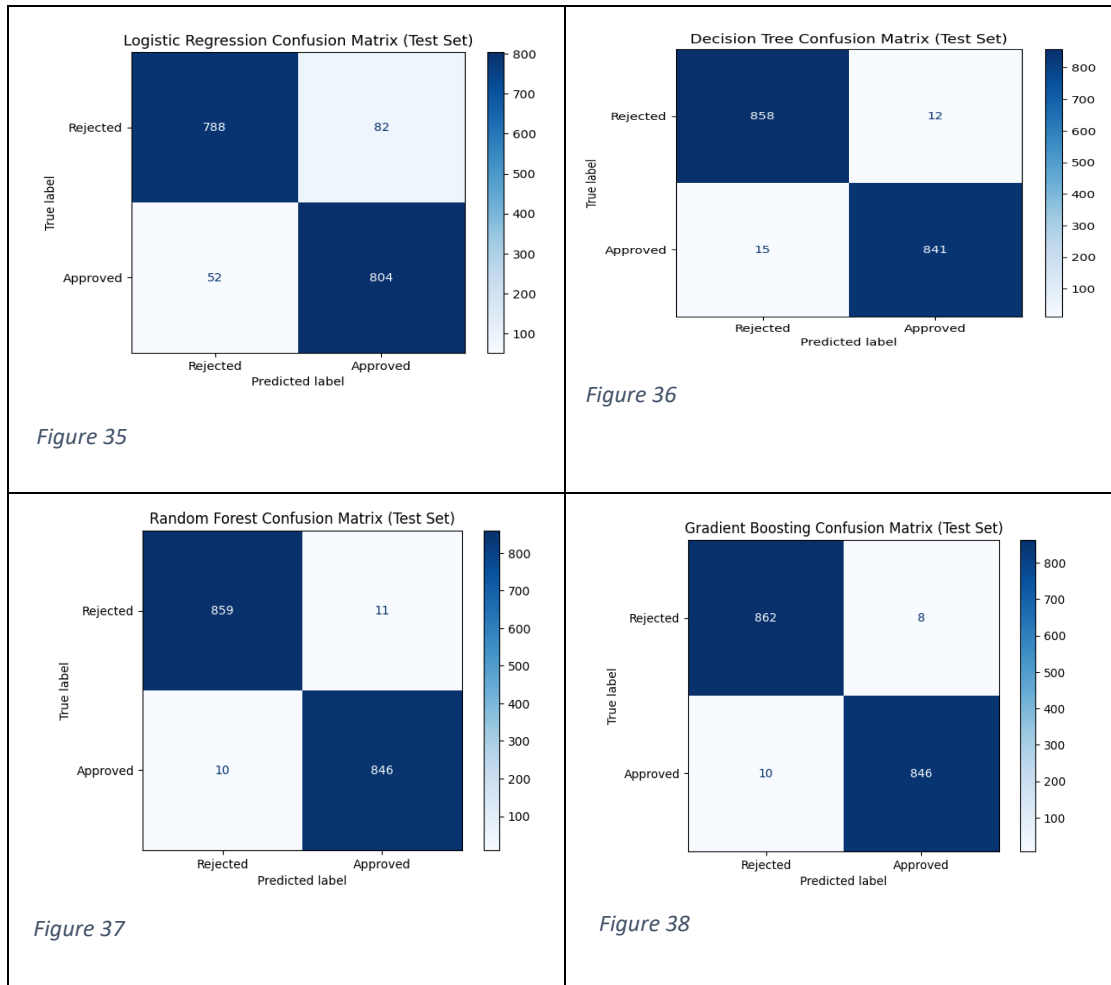 Logistic Regression Confusion Matrix (Test Set)
800
700
600
500
400
300
200
100
Rejected
788
82
True label
Approved
52
804
Rejected
Approved
Predicted label
Figure 35
Decision Tree Confusion Matrix (Test Set)
800
700
600
500
400
300
200
100
Rejected
858
12
True label
Approved
15
841
Rejected
Approved
Predicted label
Figure 36
Random Forest Confusion Matrix (Test Set)
800
700
600
500
400
300
200
100
Rejected
859
11
True label
Approved
10
846
Rejected
Approved
Predicted label
Figure 37
Gradient Boosting Confusion Matrix (Test Set)
800
700
600
500
400
300
200
100
Rejected
862
8
True label
Approved
10
846
Rejected
Approved
Predicted label
Figure 38